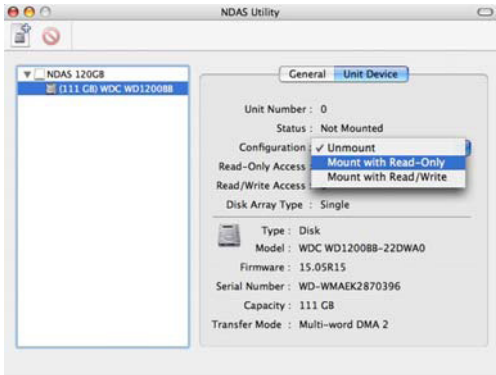 NDAS Utility
NDAS 120GB
(111 GB) WDC WD1200BB
General Unit Device
Unit Number : 0
Status : Not Mounted
Configuration : ✓ Unmount
Mount with Read-Only
Mount with Read/Write
Read-Only Access
Read/Write Access :
Disk Array Type : Single
Type : Disk
Model : WDC WD1200BB-22DWA0
Firmware : 15.05R15
Serial Number : WD-WMAEK2870396
Capacity : 111 GB
Transfer Mode : Multi-word DMA 2